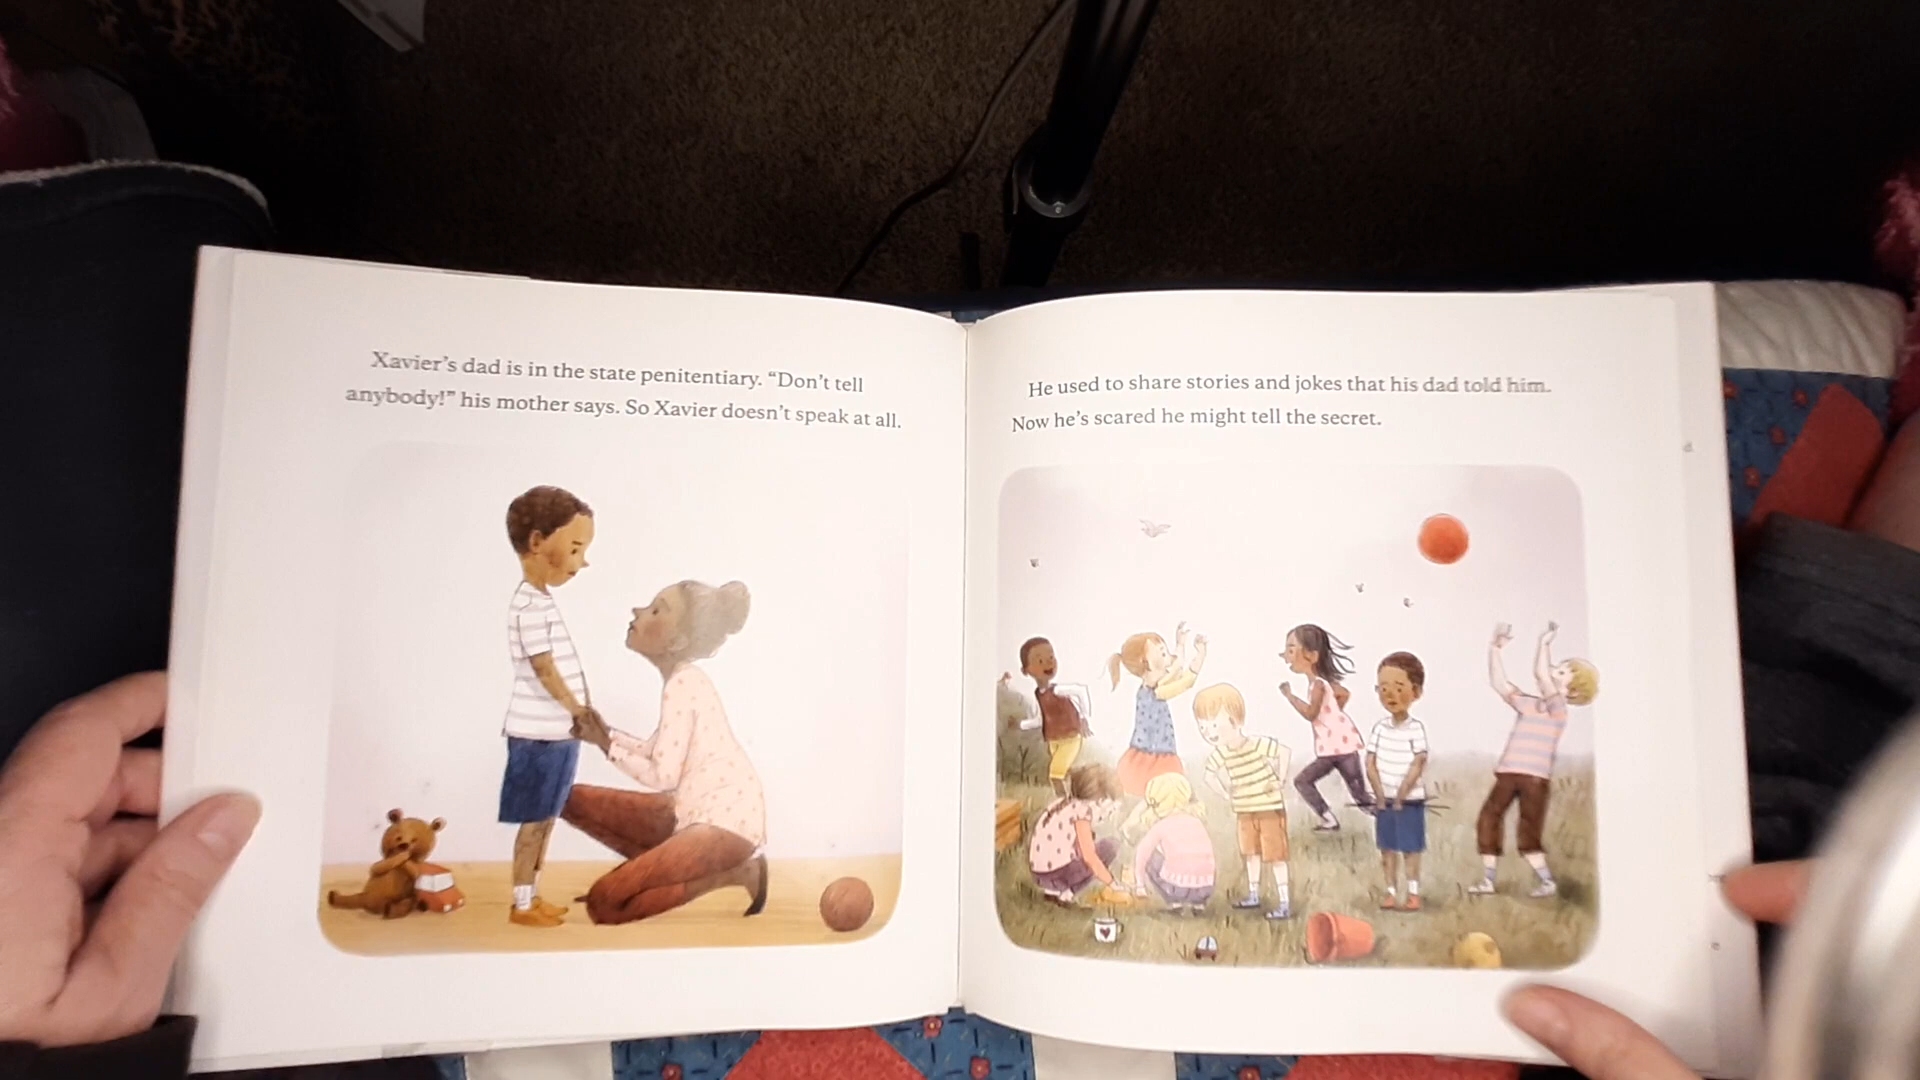 Xavier's dad is in the state penitentiary. “Don't tell
anybody!” his mother says. So Xavier doesn't speak at all.
He used to share stories and jokes that his dad told him.
Now he's scared he might tell the secret.